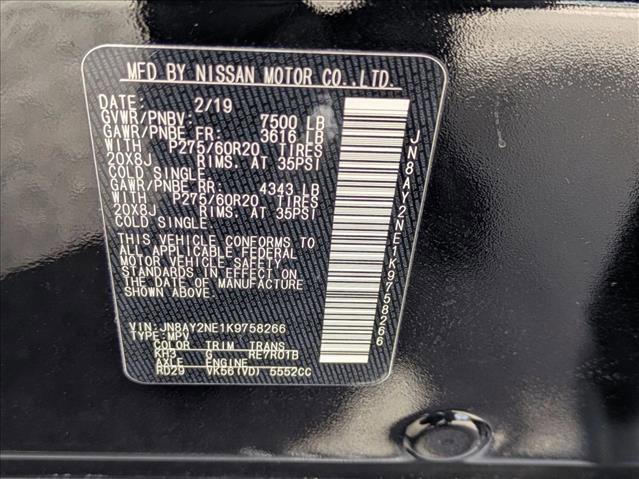 MFD BY NISSAN MOTOR CO.,LTD.
DATE: 2/19
GVWR/PNBV: 7500 LB
GAWR/PNBE FR: 3616 LB
WITH P275/60R20 TIRES
20X8J RIMS. AT 35PSI
COLD SINGLE.
GAWR/PNBE RR: 4343 LB
WITH P275/60R20 TIRES
20X8J RIMS. AT 35PSI
COLD SINGLE.
THIS VEHICLE CONFORMS TO
ALL APPLICABLE FEDERAL
MOTOR VEHICLE SAFETY
STANDARDS IN EFFECT ON
THE DATE OF MANUFACTURE
SHOWN ABOVE.
VIN:JN8AY2NE1K9758266
TYPE:MPV
COLOR TRIM TRANS
KH3 G RE7R01B
AXLE ENGINE
RD29 VK56(VD) 5552CC
JN8AY2NE1K9758266